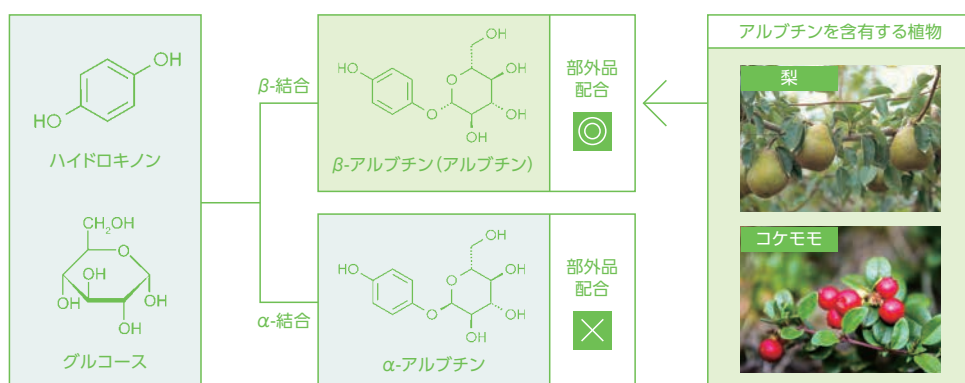 OH
HO
ハイドロキノン
CH₂OH
O
OH
OH
OH
OH
グルコース
β-結合
α-結合
OH
HO
O
OH
O
OH
OH
β-アルブチン(アルブチン)
部外品
配合
◎
OH
HO
O
OH
O
OH
OH
α-アルブチン
部外品
配合
×
アルブチンを含有する植物
梨
コケモモ